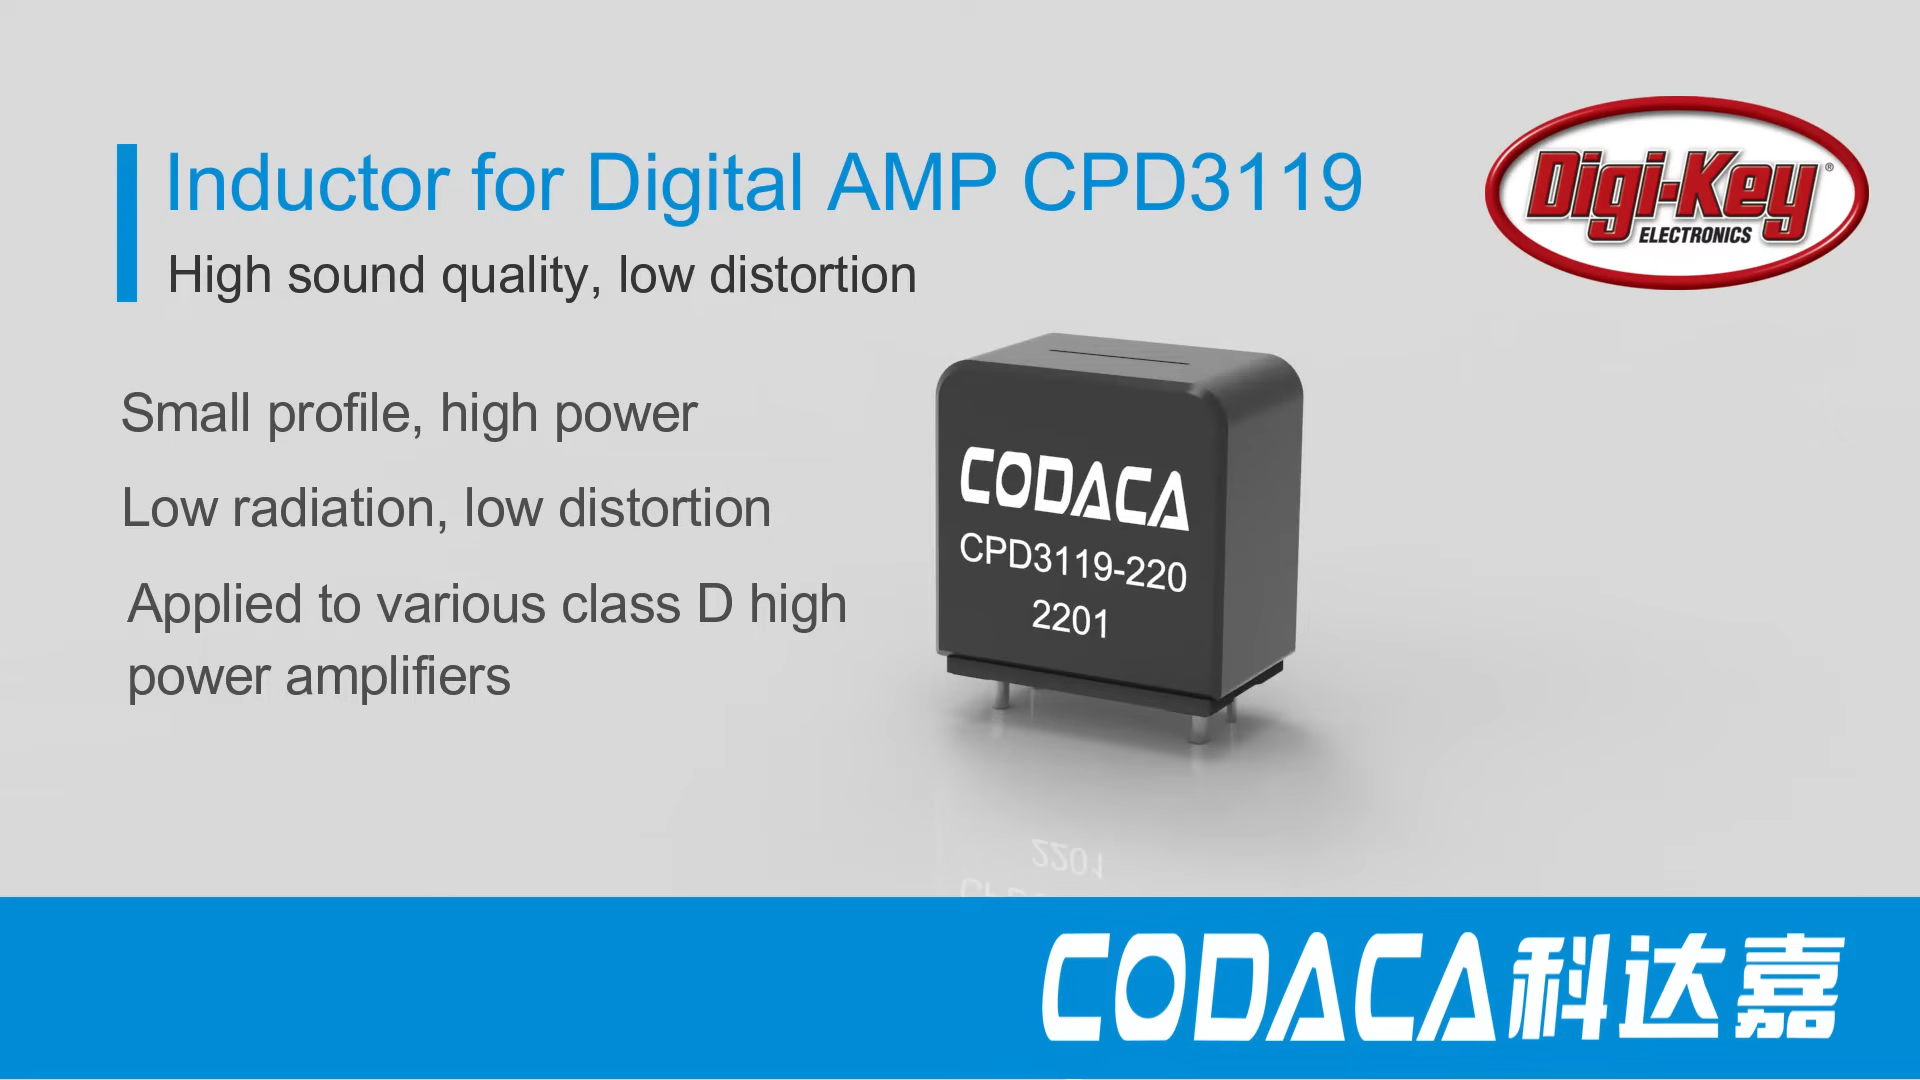 Inductor for Digital AMP CPD3119
High sound quality, low distortion
Digi-Key®
ELECTRONICS
Small profile, high power
Low radiation, low distortion
Applied to various class D high
power amplifiers
CODACA
CPD3119-220
2201
CODACA科达嘉